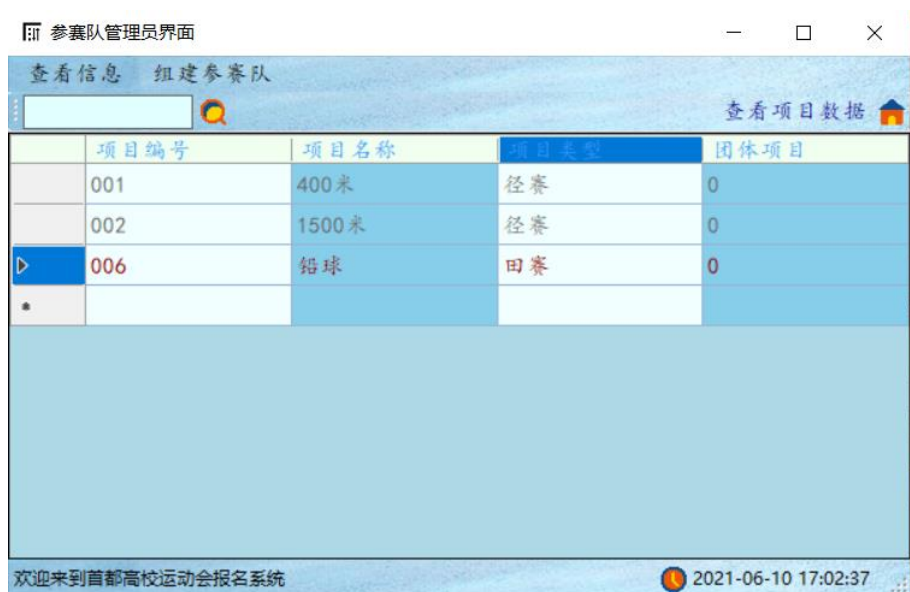 参赛队管理员界面
查看信息 组建参赛队
查看项目数据
项目编号 项目名称 项目类型 团体项目
001 400米 径赛 0
002 1500米 径赛 0
006 铅球 田赛 0
欢迎来到首都高校运动会报名系统 2021-06-10 17:02:37